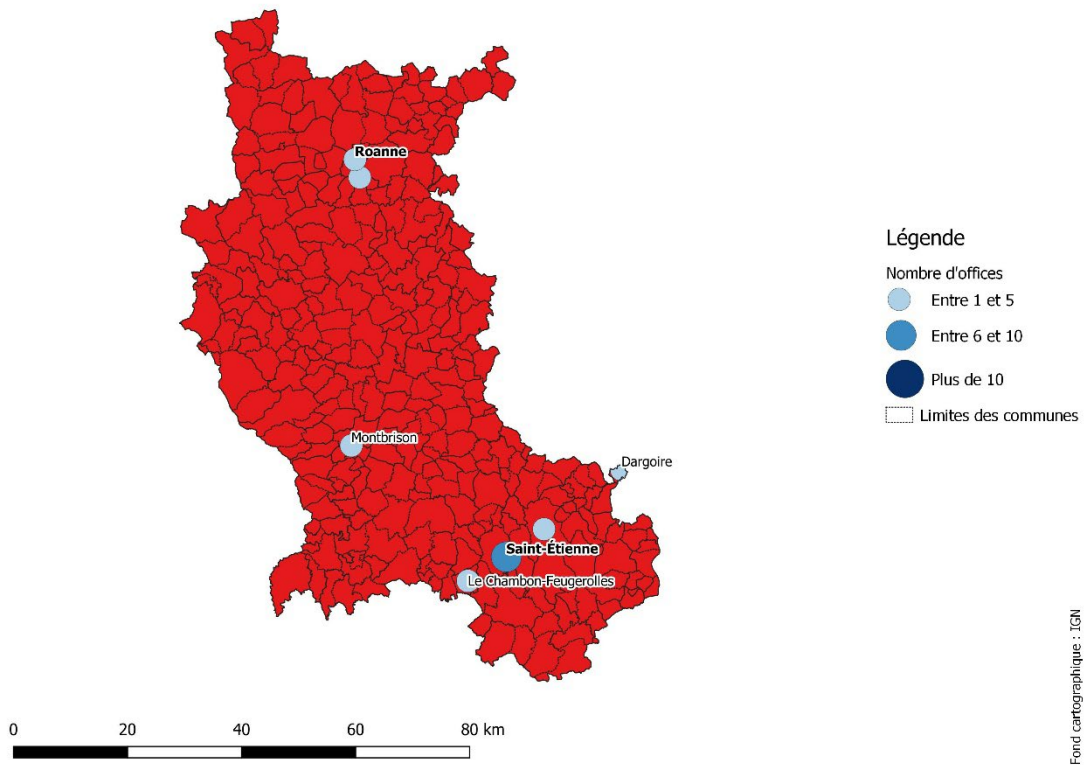 Roanne
Montbrison
Dargoire
Saint-Étienne
Le Chambon-Feugerolles
Légende
Nombre d'offices
Entre 1 et 5
Entre 6 et 10
Plus de 10
Limites des communes
0 20 40 60 80 km
Fond cartographique : IGN